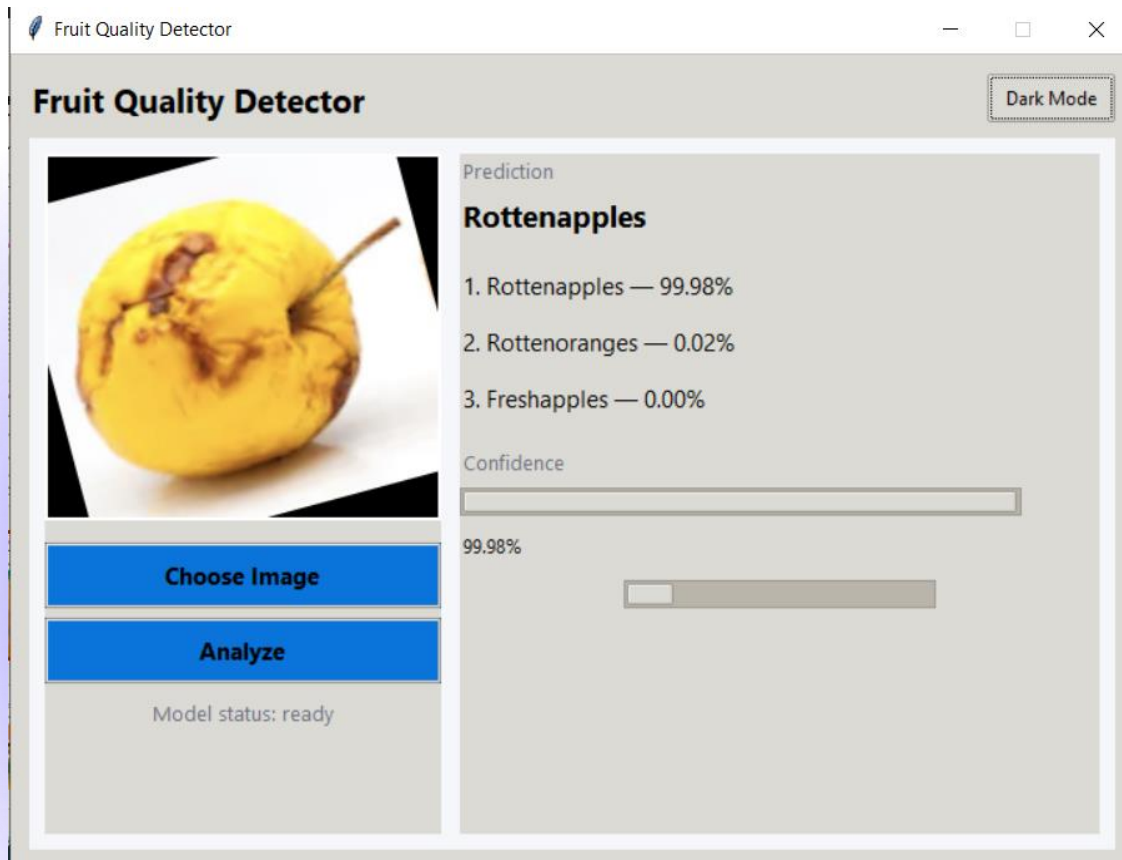 Fruit Quality Detector
Fruit Quality Detector
Dark Mode
Prediction
Rottenapples
1. Rottenapples — 99.98%
2. Rottenoranges — 0.02%
3. Freshapples — 0.00%
Confidence
99.98%
Choose Image
Analyze
Model status: ready